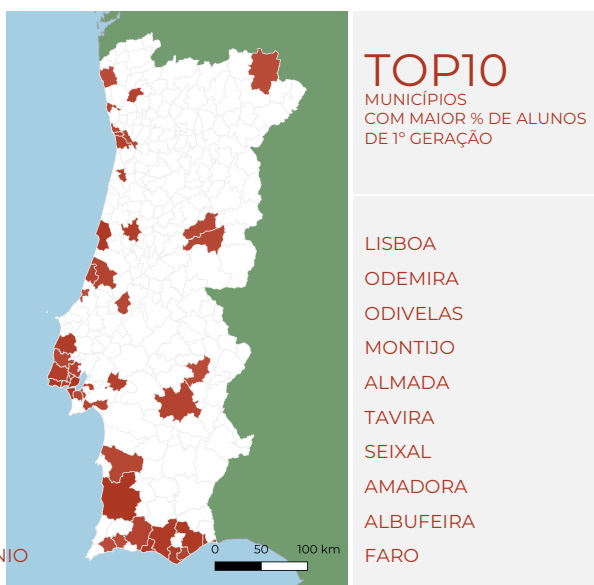 TOP10
MUNICÍPIOS
COM MAIOR % DE ALUNOS
DE 1º GERAÇÃO
LISBOA
ODEMIRA
ODIVELAS
MONTIJO
ALMADA
TAVIRA
SEIXAL
AMADORA
ALBUFEIRA
FARO
NIO
0 50 100 km